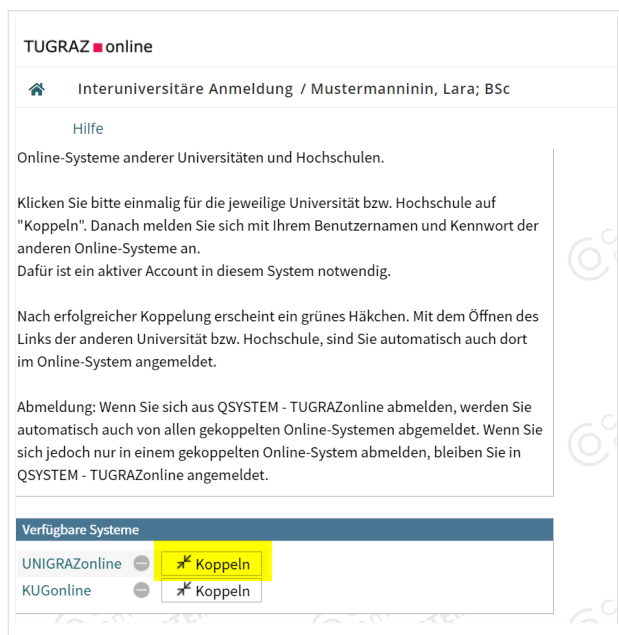 TUGRAZ online
Interuniversitäre Anmeldung / Mustermanninin, Lara; BSc
Hilfe
Online-Systeme anderer Universitäten und Hochschulen.
Klicken Sie bitte einmalig für die jeweilige Universität bzw. Hochschule auf
"Koppeln". Danach melden Sie sich mit Ihrem Benutzernamen und Kennwort der
anderen Online-Systeme an.
Dafür ist ein aktiver Account in diesem System notwendig.
Nach erfolgreicher Koppelung erscheint ein grünes Häkchen. Mit dem Öffnen des
Links der anderen Universität bzw. Hochschule, sind Sie automatisch auch dort
im Online-System angemeldet.
Abmeldung: Wenn Sie sich aus QSYSTEM - TUGRAZonline abmelden, werden Sie
automatisch auch von allen gekoppelten Online-Systemen abgemeldet. Wenn Sie
sich jedoch nur in einem gekoppelten Online-System abmelden, bleiben Sie in
QSYSTEM - TUGRAZonline angemeldet.
Verfügbare Systeme
UNIGRAZonline Koppeln
KUGonline Koppeln